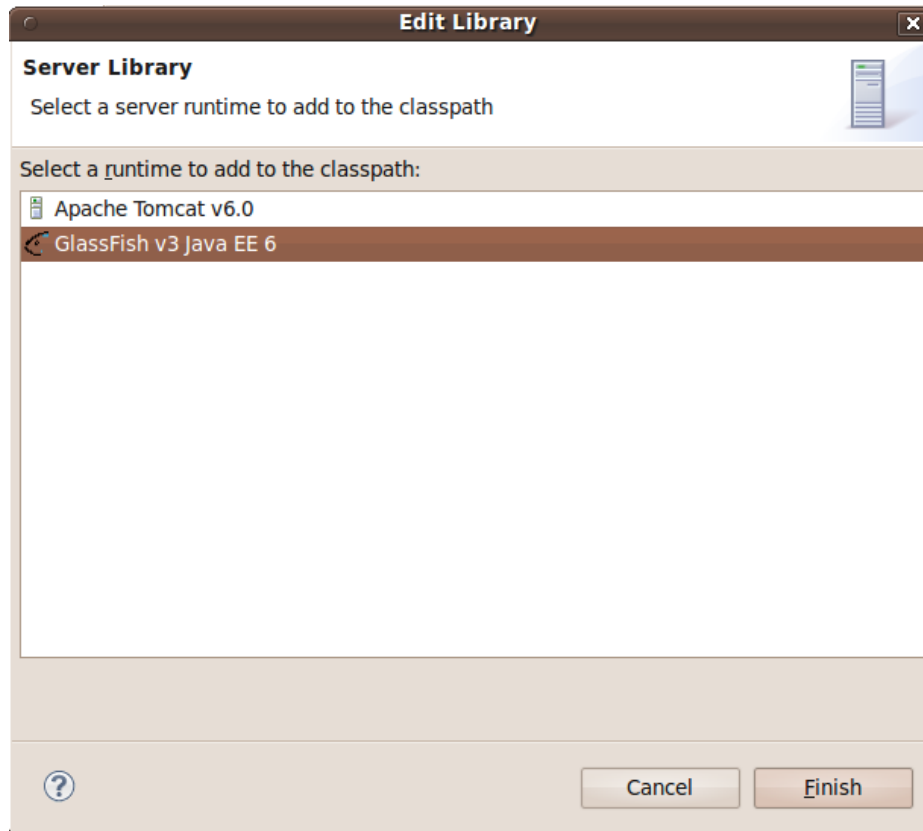 Edit Library
Server Library
Select a server runtime to add to the classpath
Select a runtime to add to the classpath:
Apache Tomcat v6.0
GlassFish v3 Java EE 6
?
Cancel
Finish